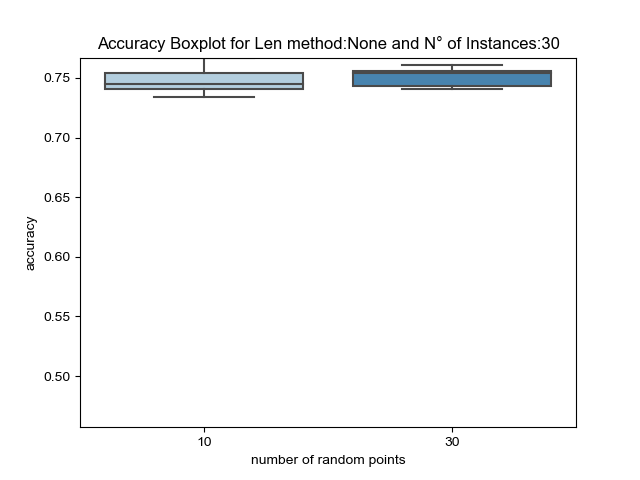 Accuracy Boxplot for Len method:None and N° of Instances:30
0.75
0.70
0.65
0.60
0.55
0.50
accuracy
10 30
number of random points